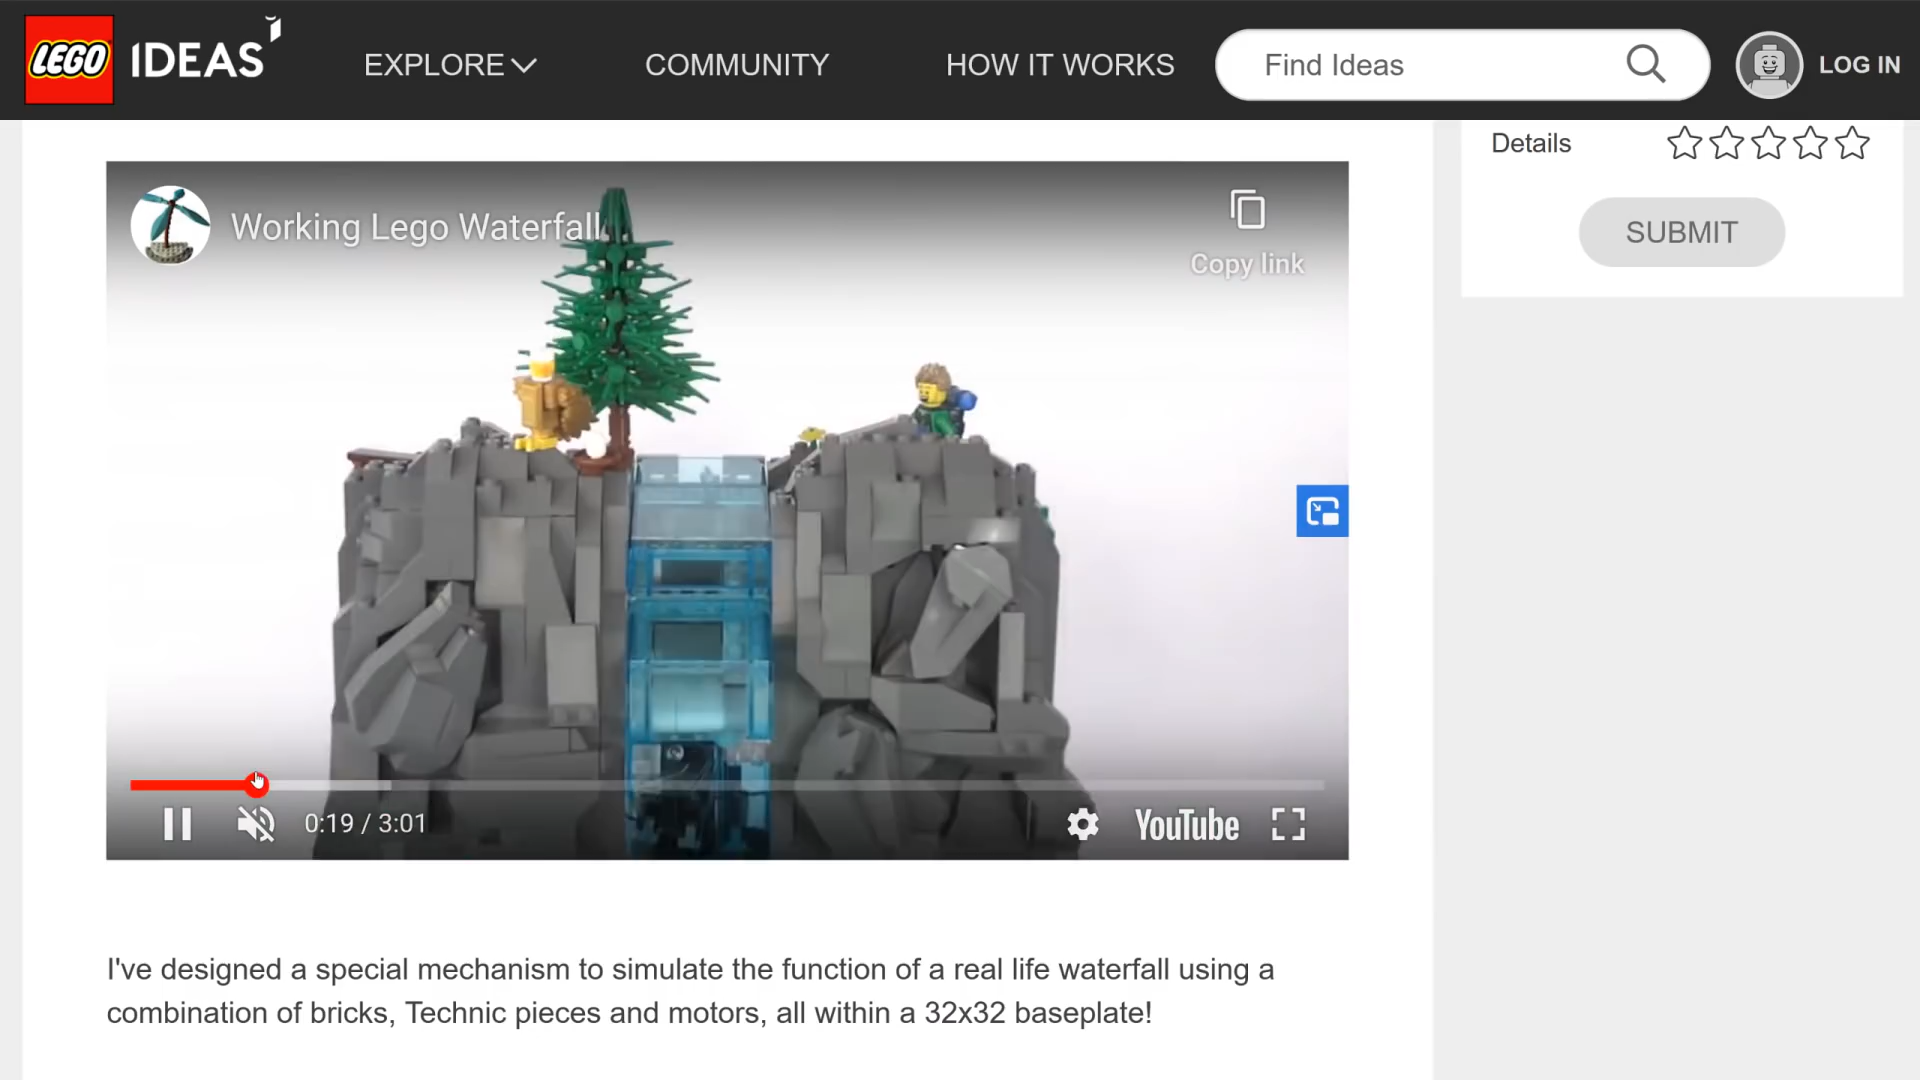 LEGO IDEAS EXPLORE COMMUNITY HOW IT WORKS Find Ideas LOG IN
Details
SUBMIT
Working Lego Waterfall
Copy link
0:19 / 3:01
YouTube
I've designed a special mechanism to simulate the function of a real life waterfall using a
combination of bricks, Technic pieces and motors, all within a 32x32 baseplate!